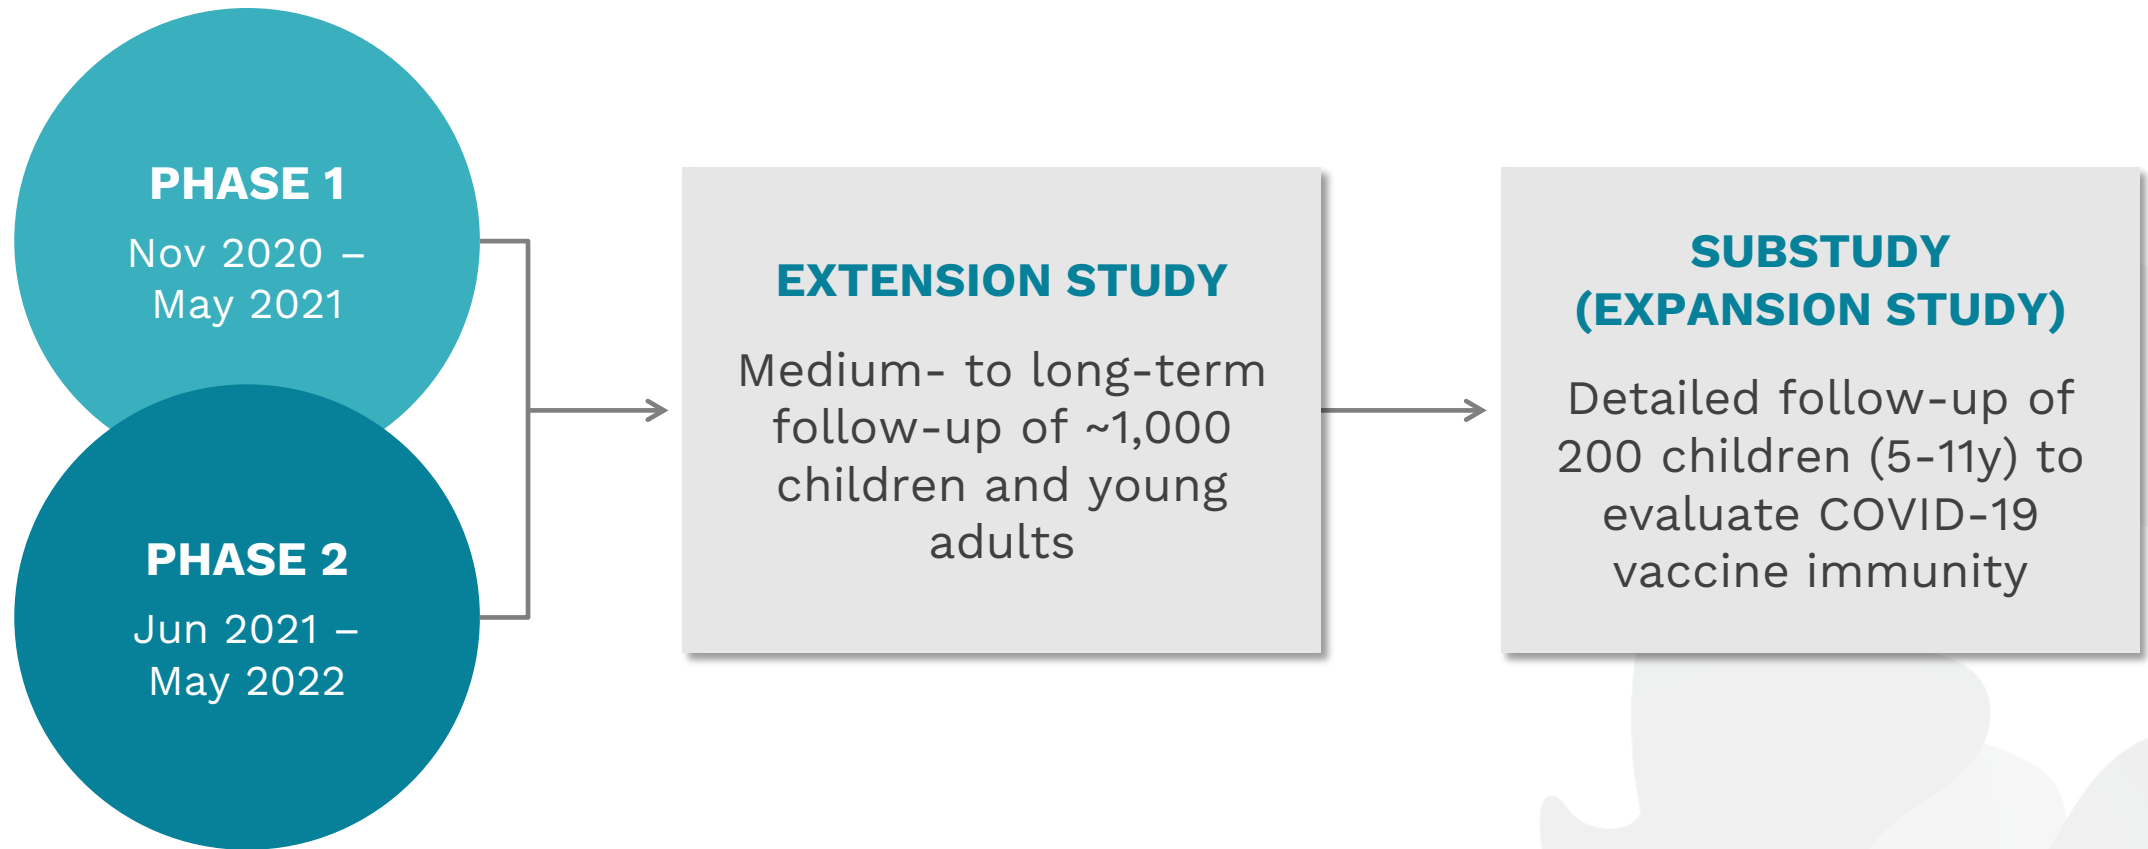 PHASE 1
Nov 2020 –
May 2021
PHASE 2
Jun 2021 –
May 2022
EXTENSION STUDY
Medium- to long-term
follow-up of ~1,000
children and young
adults
SUBSTUDY
(EXPANSION STUDY)
Detailed follow-up of
200 children (5-11y) to
evaluate COVID-19
vaccine immunity